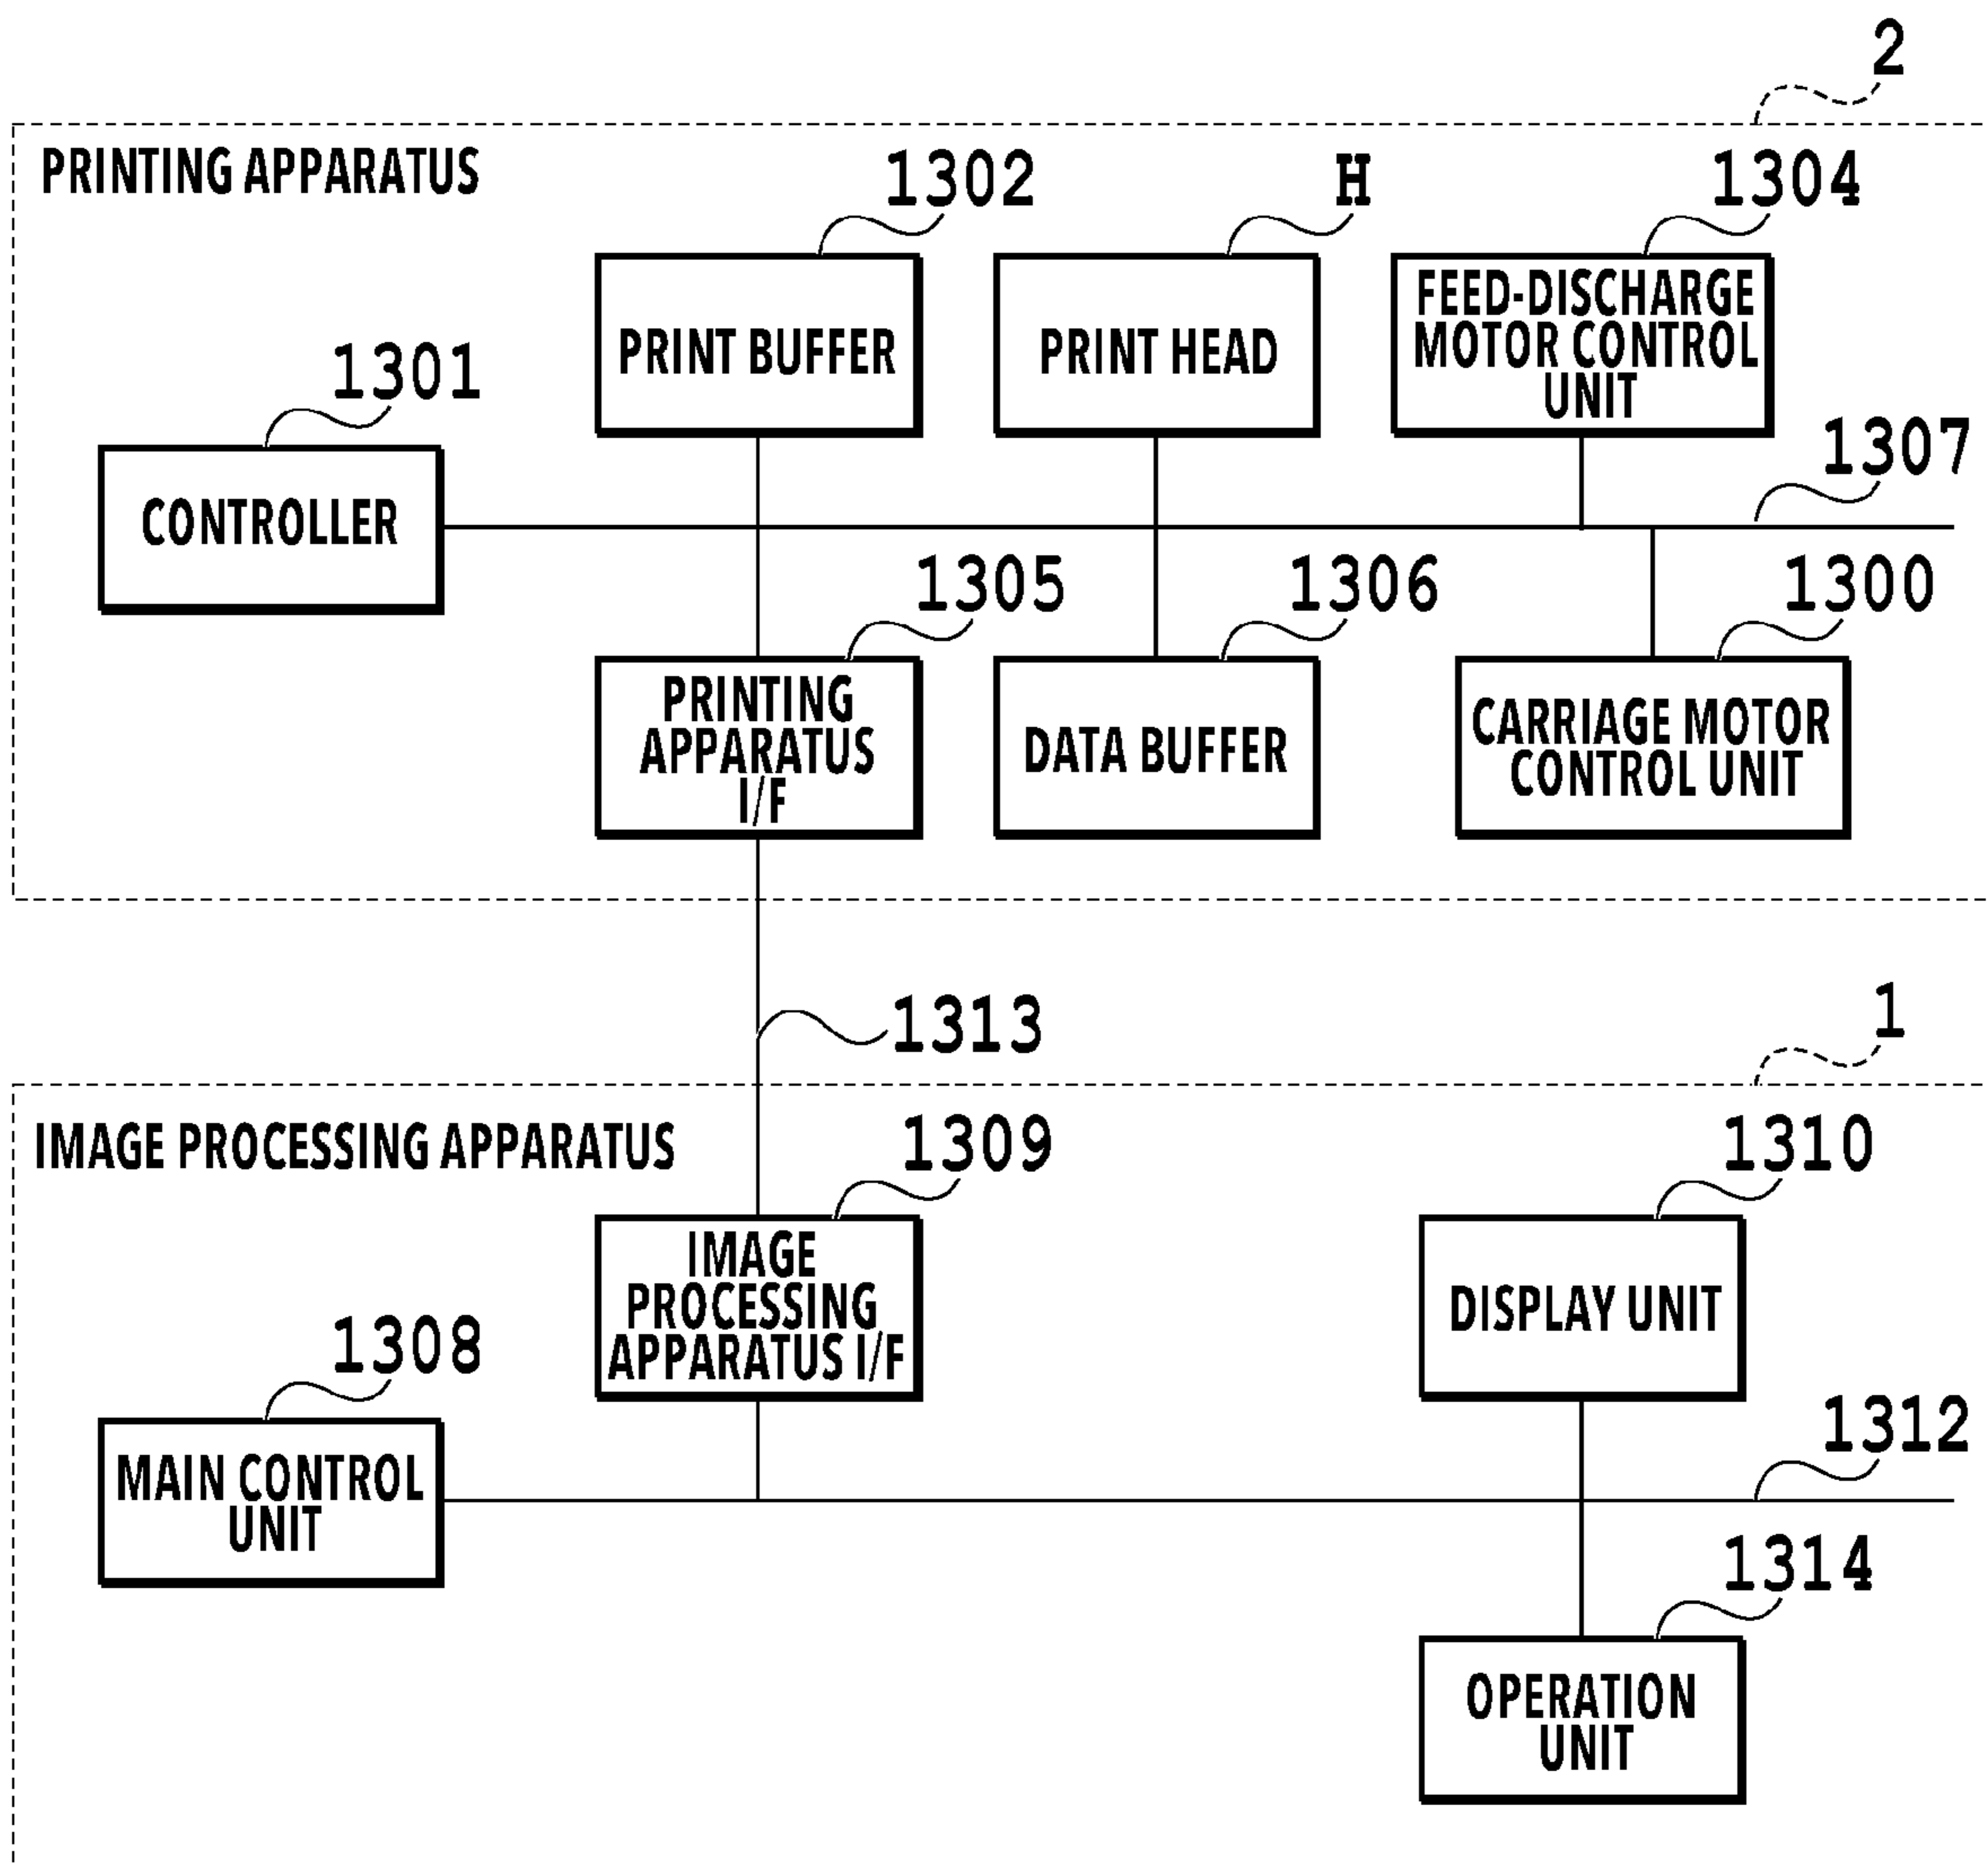 2
PRINTING APPARATUS
1302
H
1304
PRINT BUFFER
PRINT HEAD
FEED-DISCHARGE
MOTOR CONTROL
UNIT
1301
1307
CONTROLLER
1305
1306
1300
PRINTING
APPARATUS
I/F
DATA BUFFER
CARRIAGE MOTOR
CONTROL UNIT
1313
1
IMAGE PROCESSING APPARATUS
1309
1310
IMAGE
PROCESSING
APPARATUS I/F
DISPLAY UNIT
1308
1312
MAIN CONTROL
UNIT
1314
OPERATION
UNIT